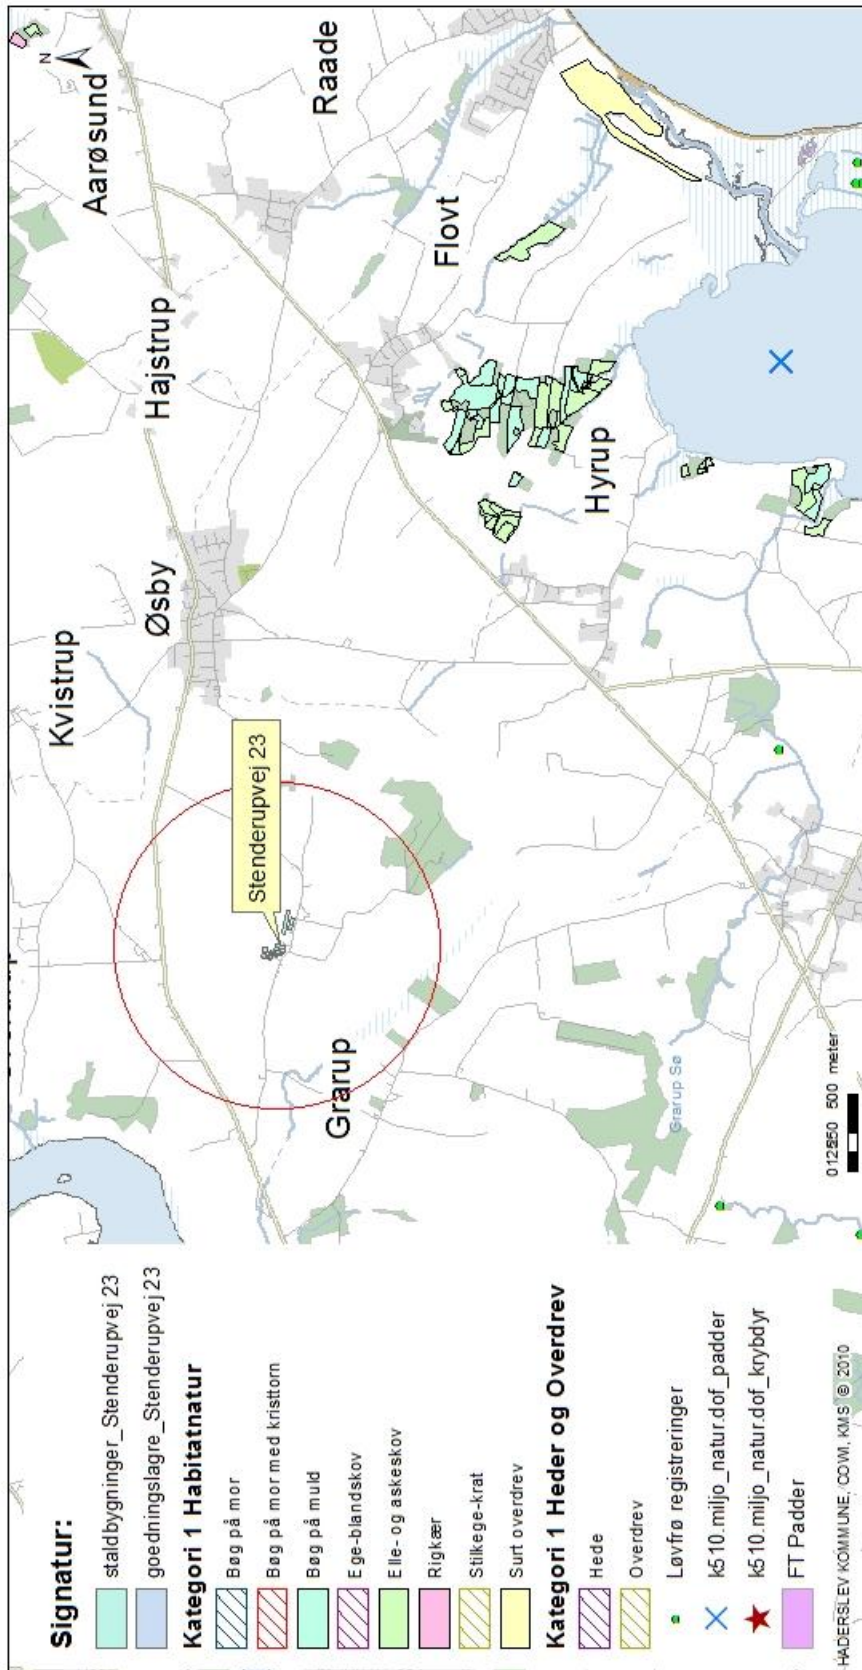 Signatur:
staldbygninger_Stenderupvej 23
goedningslagre_Stenderupvej 23
Kategori 1 Habitatnatur
Bøg på mor
Bøg på mor med kristtorn
Bøg på muld
Ege-blandskov
Elle- og askeskov
Rigkær
Stilkege-krat
Surt overdrev
Kategori 1 Heder og Overdrev
Hede
Overdrev
Løvfrø registreringer
k510.miljo_natur.dof_padder
k510.miljo_natur.dof_krybdyr
FT Padder
HADERSLEV KOMMUNE, COWI, KMS © 2010
N
Aarøsund
Raade
Hajstrup
Flovt
Kvistrup
Øsby
Hyrup
Stenderupvej 23
Grarup
Grarup Sø
500 meter